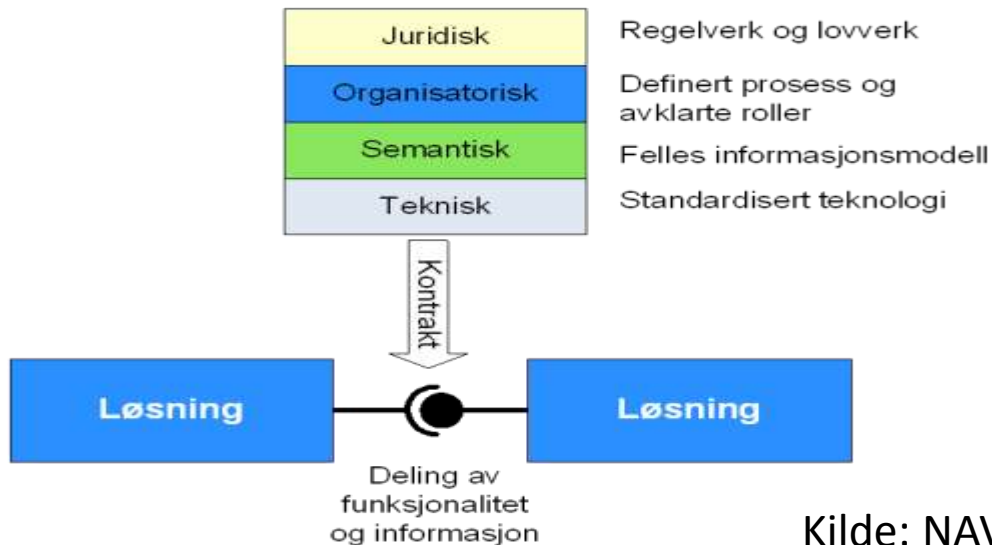 Juridisk
Regelverk og lovverk
Organisatorisk
Definert prosess og
avklarte roller
Semantisk
Felles informasjonsmodell
Teknisk
Standardisert teknologi
Kontrakt
Løsning
Løsning
Deling av
funksjonalitet
og informasjon
Kilde: NAV